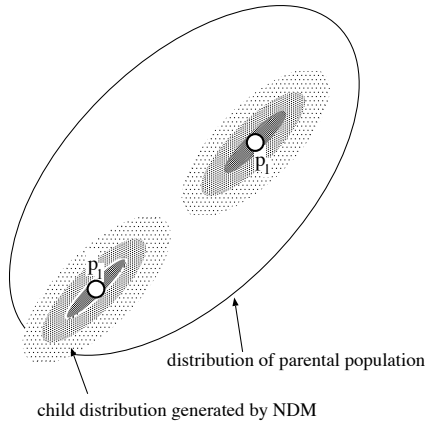 p1
p1
distribution of parental population
child distribution generated by NDM